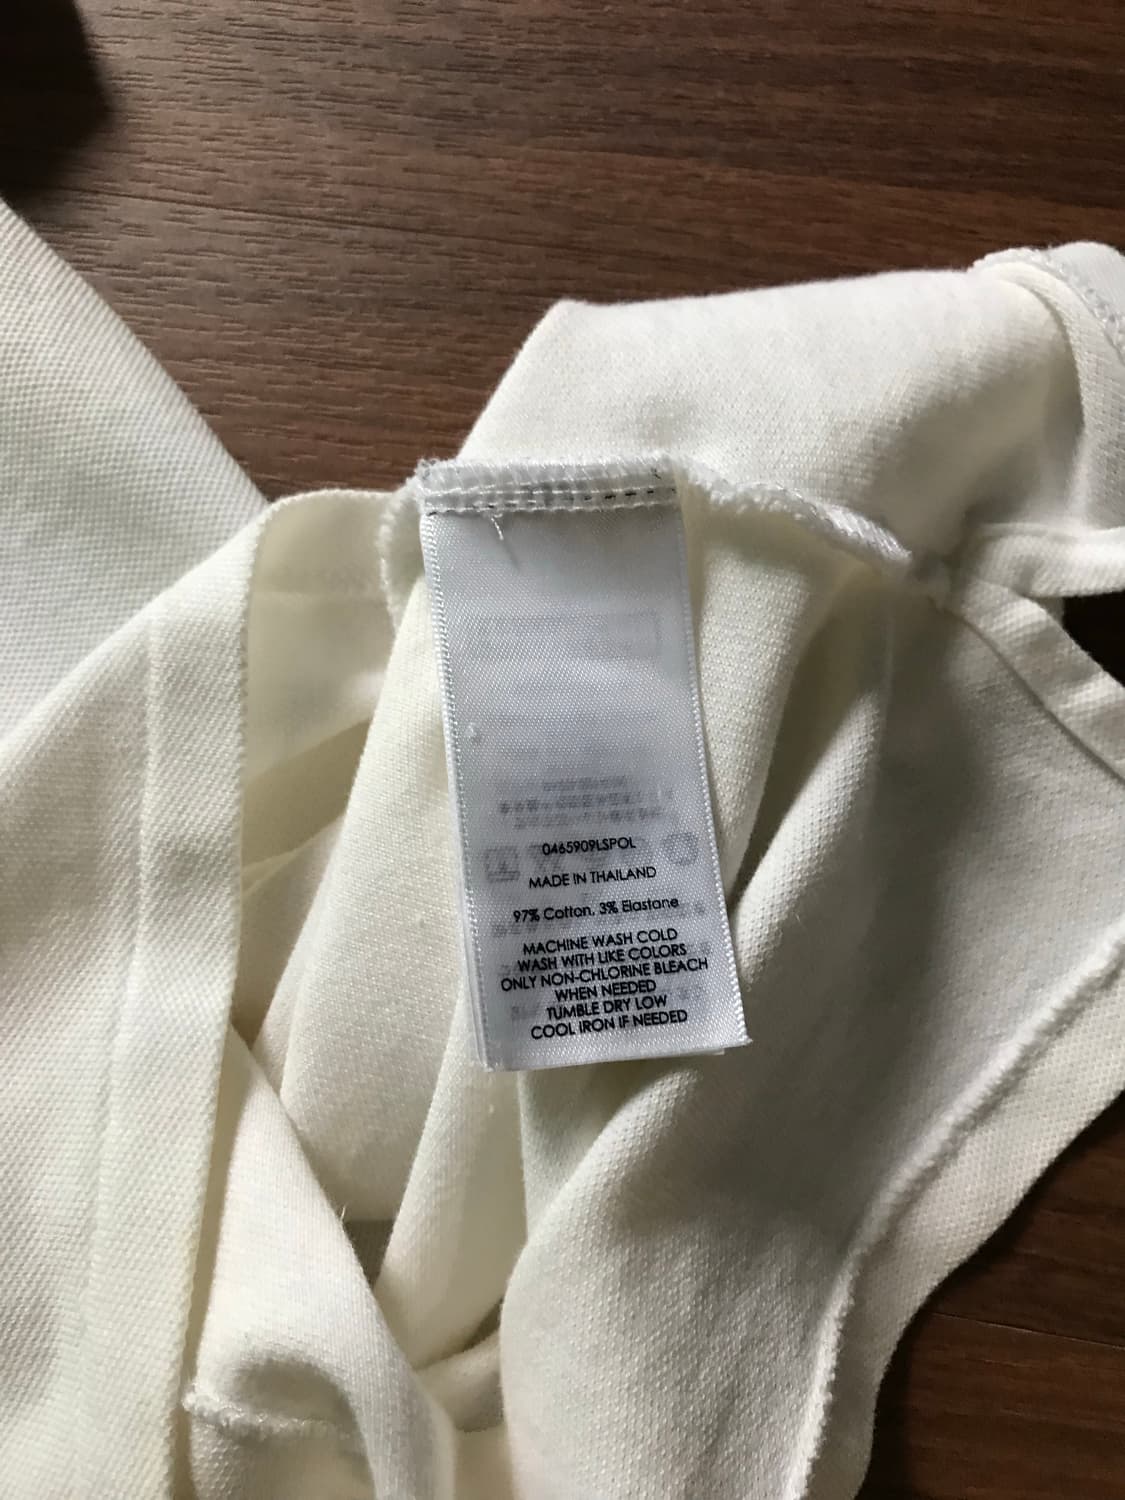 0465909LSPOL
MADE IN THAILAND
97% Cotton, 3% Elastane
MACHINE WASH COLD
WASH WITH LIKE COLORS
ONLY NON-CHLORINE BLEACH
WHEN NEEDED
TUMBLE DRY LOW
COOL IRON IF NEEDED